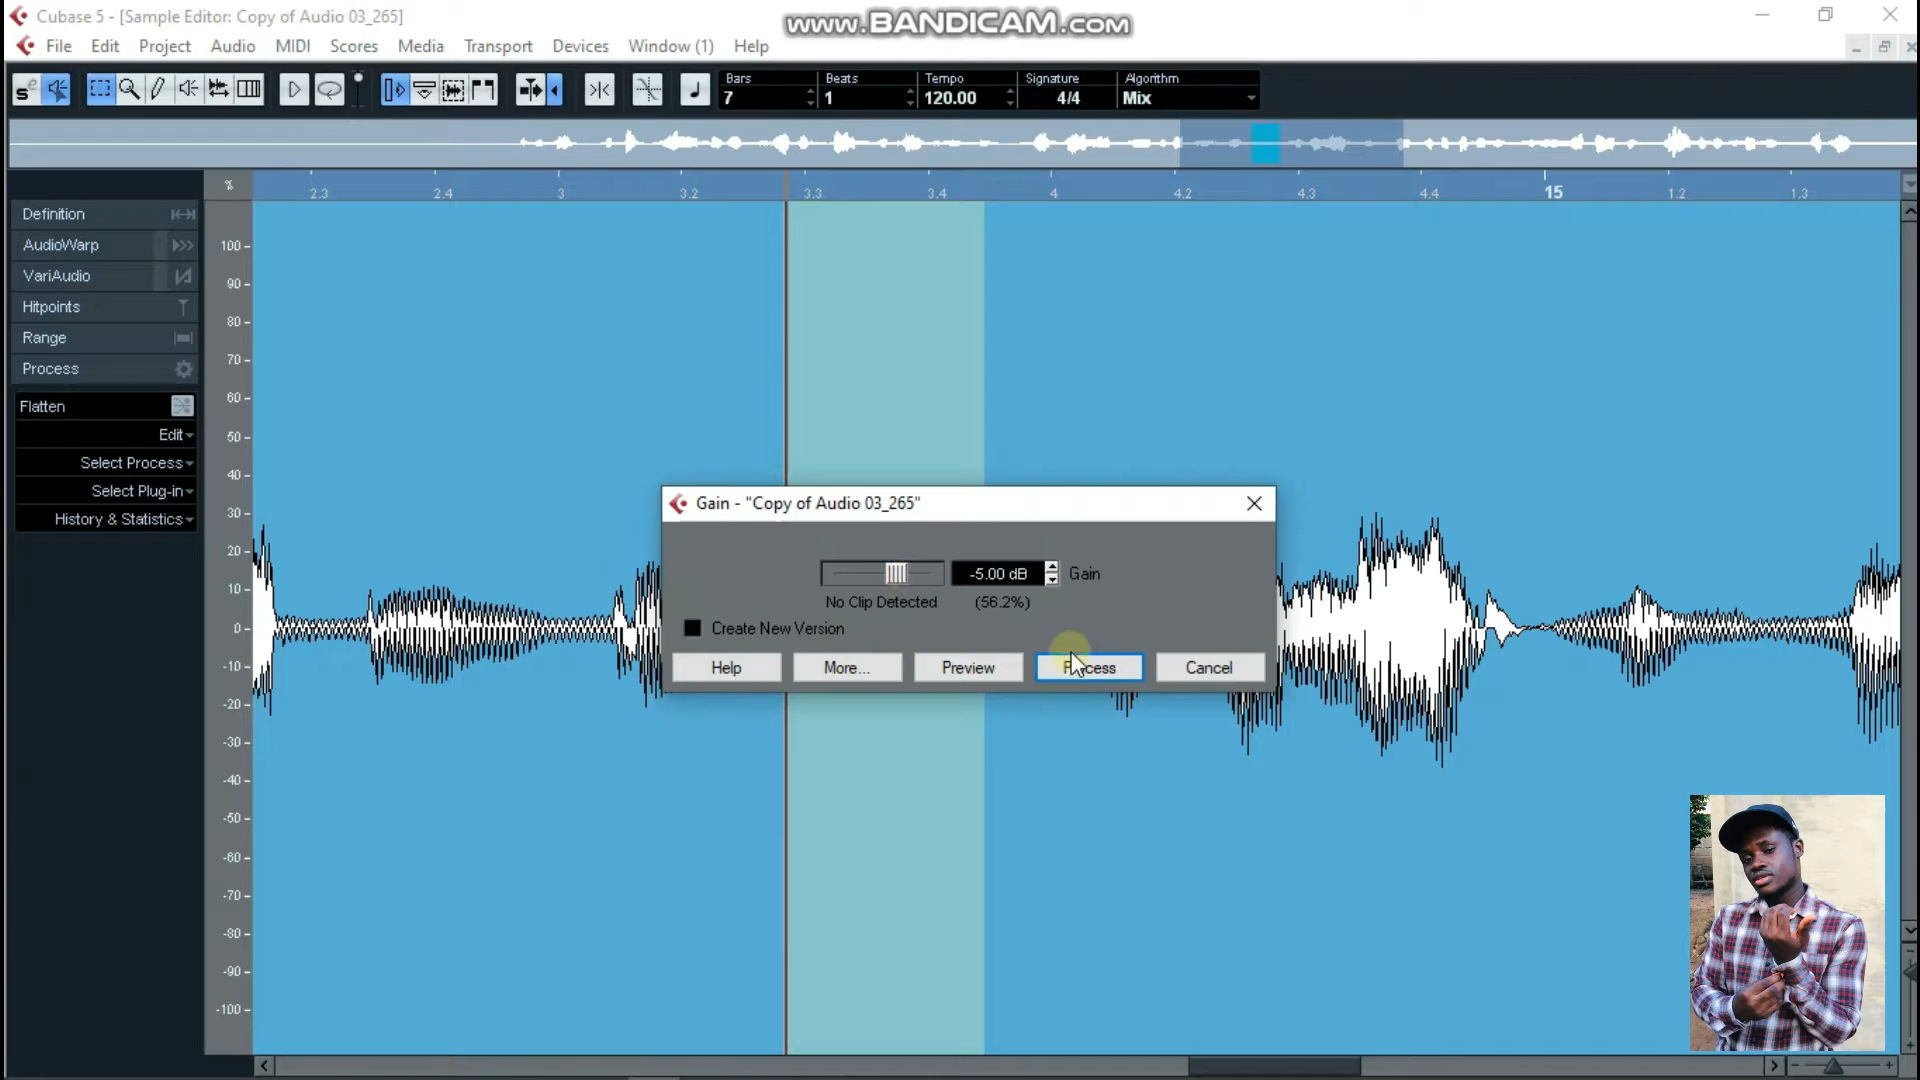 Cubase 5 - [Sample Editor: Copy of Audio 03_265]
www.BANDICAM.com
File Edit Project Audio MIDI Scores Media Transport Devices Window (1) Help
Bars Beats Tempo Signature Algorithm
7 1 120.00 4/4 Mix
% 2.3 2.4 3 3.2 3.3 3.4 4 4.2 4.3 4.4 15 1.2 1.3
Definition
AudioWarp
VariAudio
Hitpoints
Range
Process
Flatten
Edit
Select Process
Select Plug-in
History & Statistics
100
90
80
70
60
50
40
30
20
10
0
-10
-20
-30
-40
-50
-60
-70
-80
-90
-100
Gain - "Copy of Audio 03_265"
-5.00 dB Gain
No Clip Detected (56.2%)
Create New Version
Help More... Preview Process Cancel